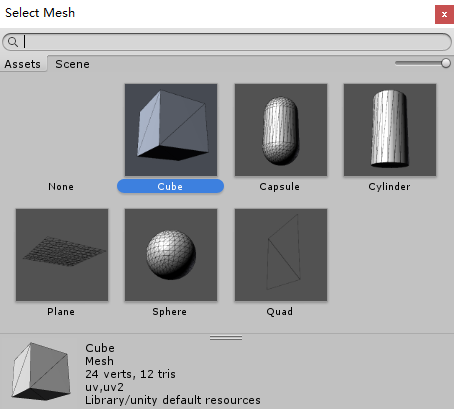 Select Mesh
x
Assets Scene
None Cube Capsule Cylinder
Plane Sphere Quad
Cube
Mesh
24 verts, 12 tris
uv,uv2
Library/unity default resources